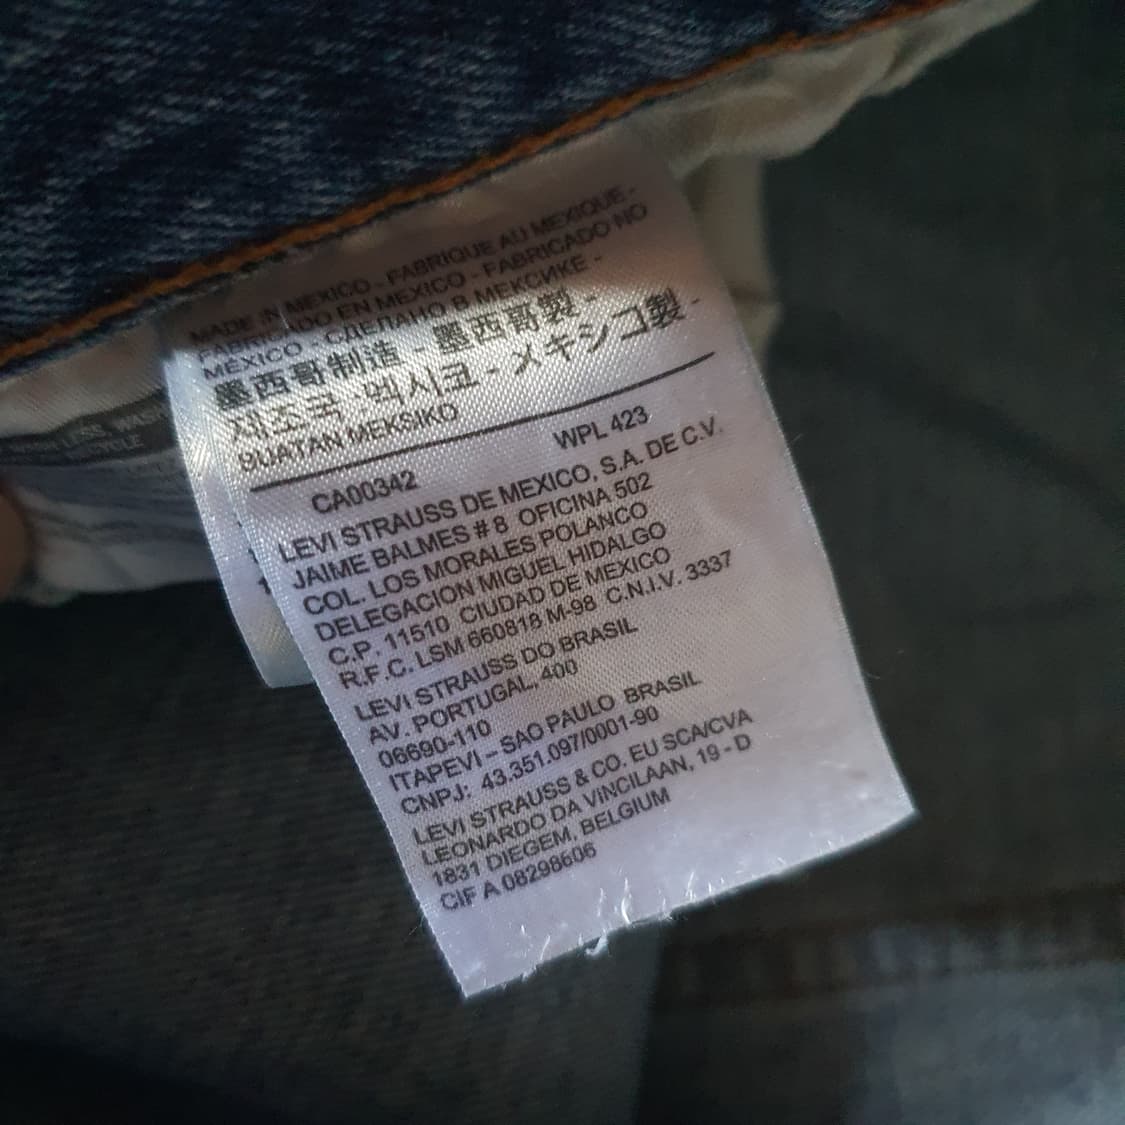 MADE IN MEXICO - FABRIQUE AU MEXIQUE -
FABRICADO EN MEXICO - FABRICADO NO
MÉXICO - СДЕЛАНО В МЕКСИКЕ -
墨西哥制造 - 墨西哥製 -
제조국 :멕시코 - メキシコ製 -
BUATAN MEKSIKO
CA00342 WPL 423
LEVI STRAUSS DE MEXICO, S.A. DE C.V.
JAIME BALMES # 8 OFICINA 502
COL. LOS MORALES POLANCO
DELEGACION MIGUEL HIDALGO
C.P. 11510 CIUDAD DE MEXICO
R.F.C. LSM 660818 M-98 C.N.I.V. 3337
LEVI STRAUSS DO BRASIL
AV. PORTUGAL, 400
06690-110
ITAPEVI – SAO PAULO BRASIL
CNPJ: 43.351.097/0001-90
LEVI STRAUSS & CO. EU SCA/CVA
LEONARDO DA VINCILAAN, 19 - D
1831 DIEGEM, BELGIUM
CIF A 08298606
LESS